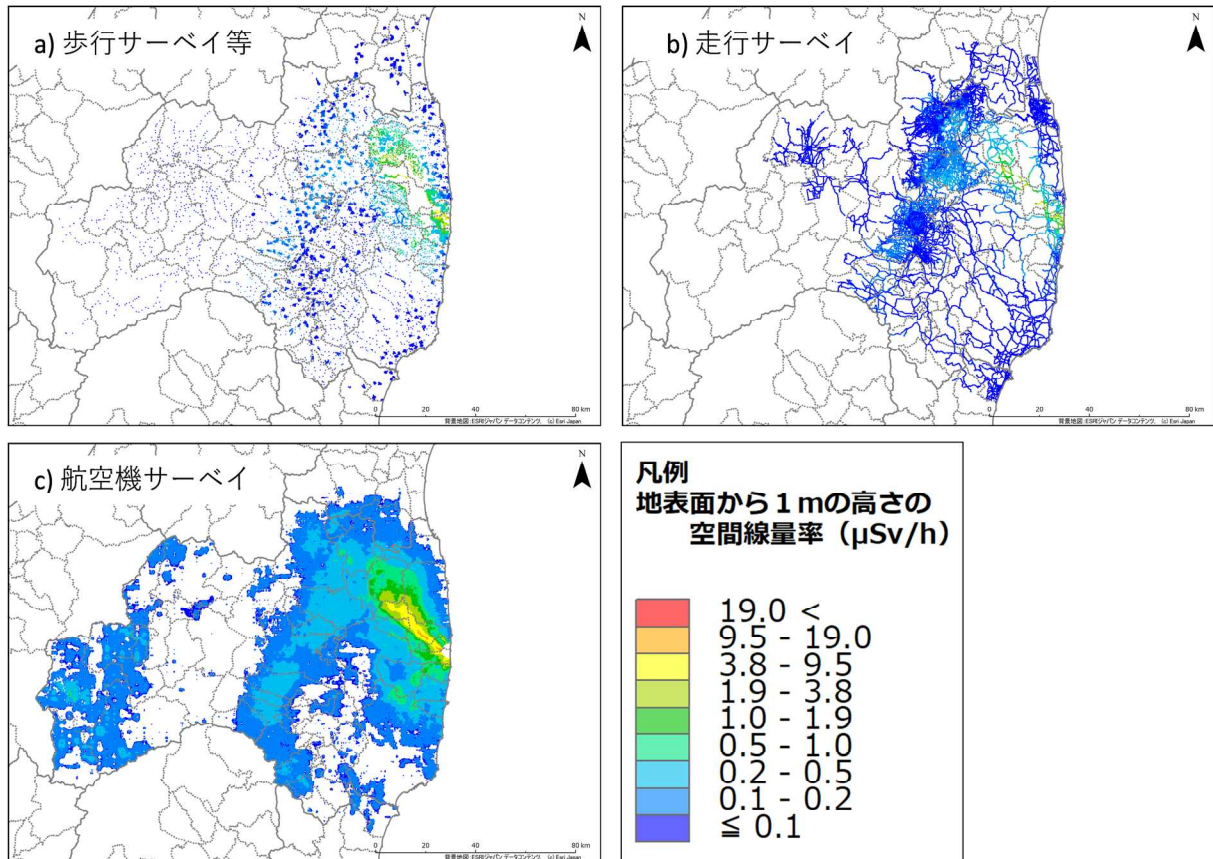 a) 歩行サーベイ等
N
0 20 40 80 km
背景地図: ESRIジャパン データコンテンツ, (c) Esri Japan
b) 走行サーベイ
N
0 20 40 80 km
背景地図: ESRIジャパン データコンテンツ, (c) Esri Japan
c) 航空機サーベイ
N
0 20 40 80 km
背景地図: ESRIジャパン データコンテンツ, (c) Esri Japan
凡例
地表面から１ｍの高さの
空間線量率（μSv/h）
19.0 <
9.5 - 19.0
3.8 - 9.5
1.9 - 3.8
1.0 - 1.9
0.5 - 1.0
0.2 - 0.5
0.1 - 0.2
≦ 0.1